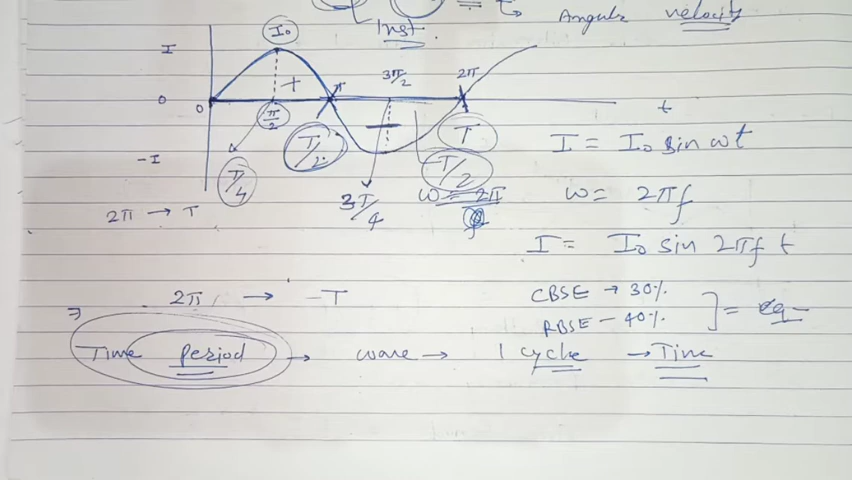 Angular velocity
Inst.
I₀
I
+
π
3π/2
2π
0
0
π/2
t
T/2
T
I = I₀ sin ωt
-I
T/4
T/2
3T/4
ω = 2π
ω = 2πf
2π → T
I = I₀ sin 2πf t
2π → -T
CBSE → 30%
RBSE - 40%
] =
Time period → wave → 1 cycle → Time